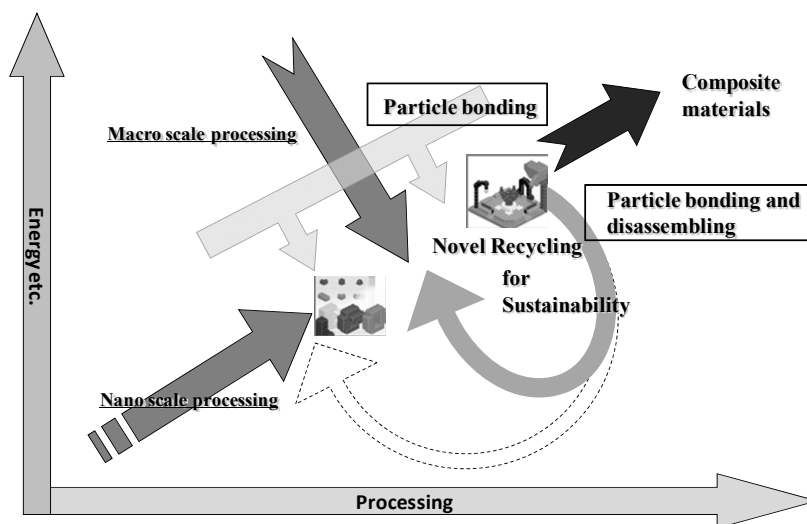 Composite
materials
Particle bonding
Macro scale processing
Particle bonding and
disassembling
Novel Recycling
for
Sustainability
Energy etc.
Nano scale processing
Processing